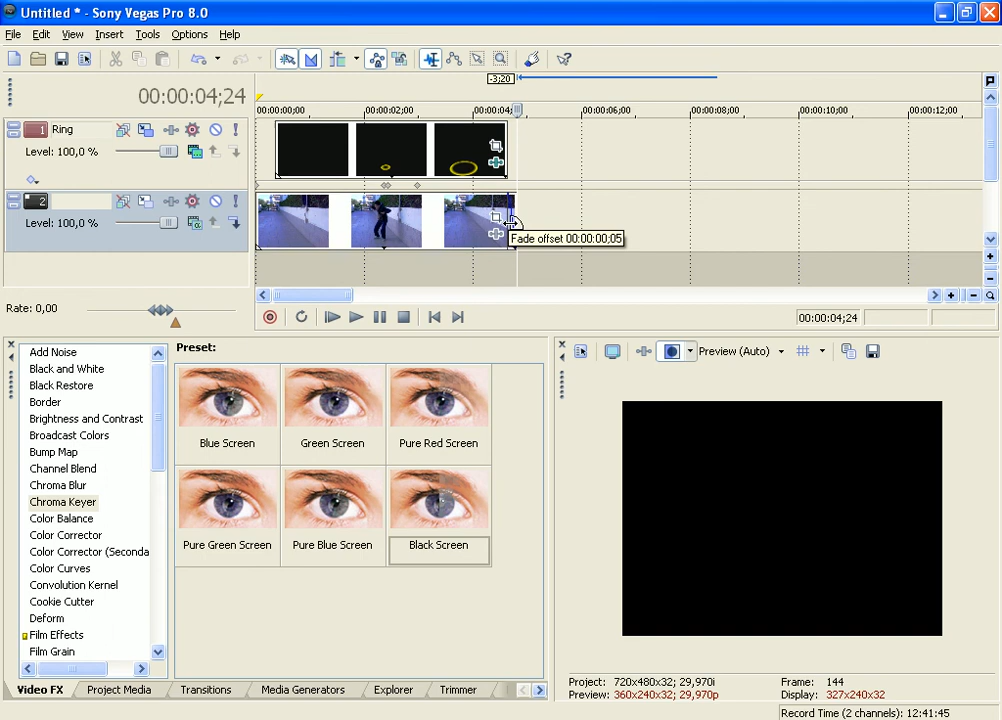 Untitled * - Sony Vegas Pro 8.0
File Edit View Insert Tools Options Help
-3;20
00:00:04;24
00:00:00;00 00:00:02;00 00:00:04; 00:00:06;00 00:00:08;00 00:00:10;00 00:00:12;00
1 Ring
Level: 100,0 %
2
Level: 100,0 %
Fade offset 00:00:00;05
Rate: 0,00
00:00:04;24
Add Noise
Black and White
Black Restore
Border
Brightness and Contrast
Broadcast Colors
Bump Map
Channel Blend
Chroma Blur
Chroma Keyer
Color Balance
Color Corrector
Color Corrector (Seconda
Color Curves
Convolution Kernel
Cookie Cutter
Deform
Film Effects
Film Grain
Preset:
Blue Screen Green Screen Pure Red Screen
Pure Green Screen Pure Blue Screen Black Screen
Preview (Auto)
Video FX Project Media Transitions Media Generators Explorer Trimmer
Project: 720x480x32; 29,970i Frame: 144
Preview: 360x240x32; 29,970p Display: 327x240x32
Record Time (2 channels): 12:41:45